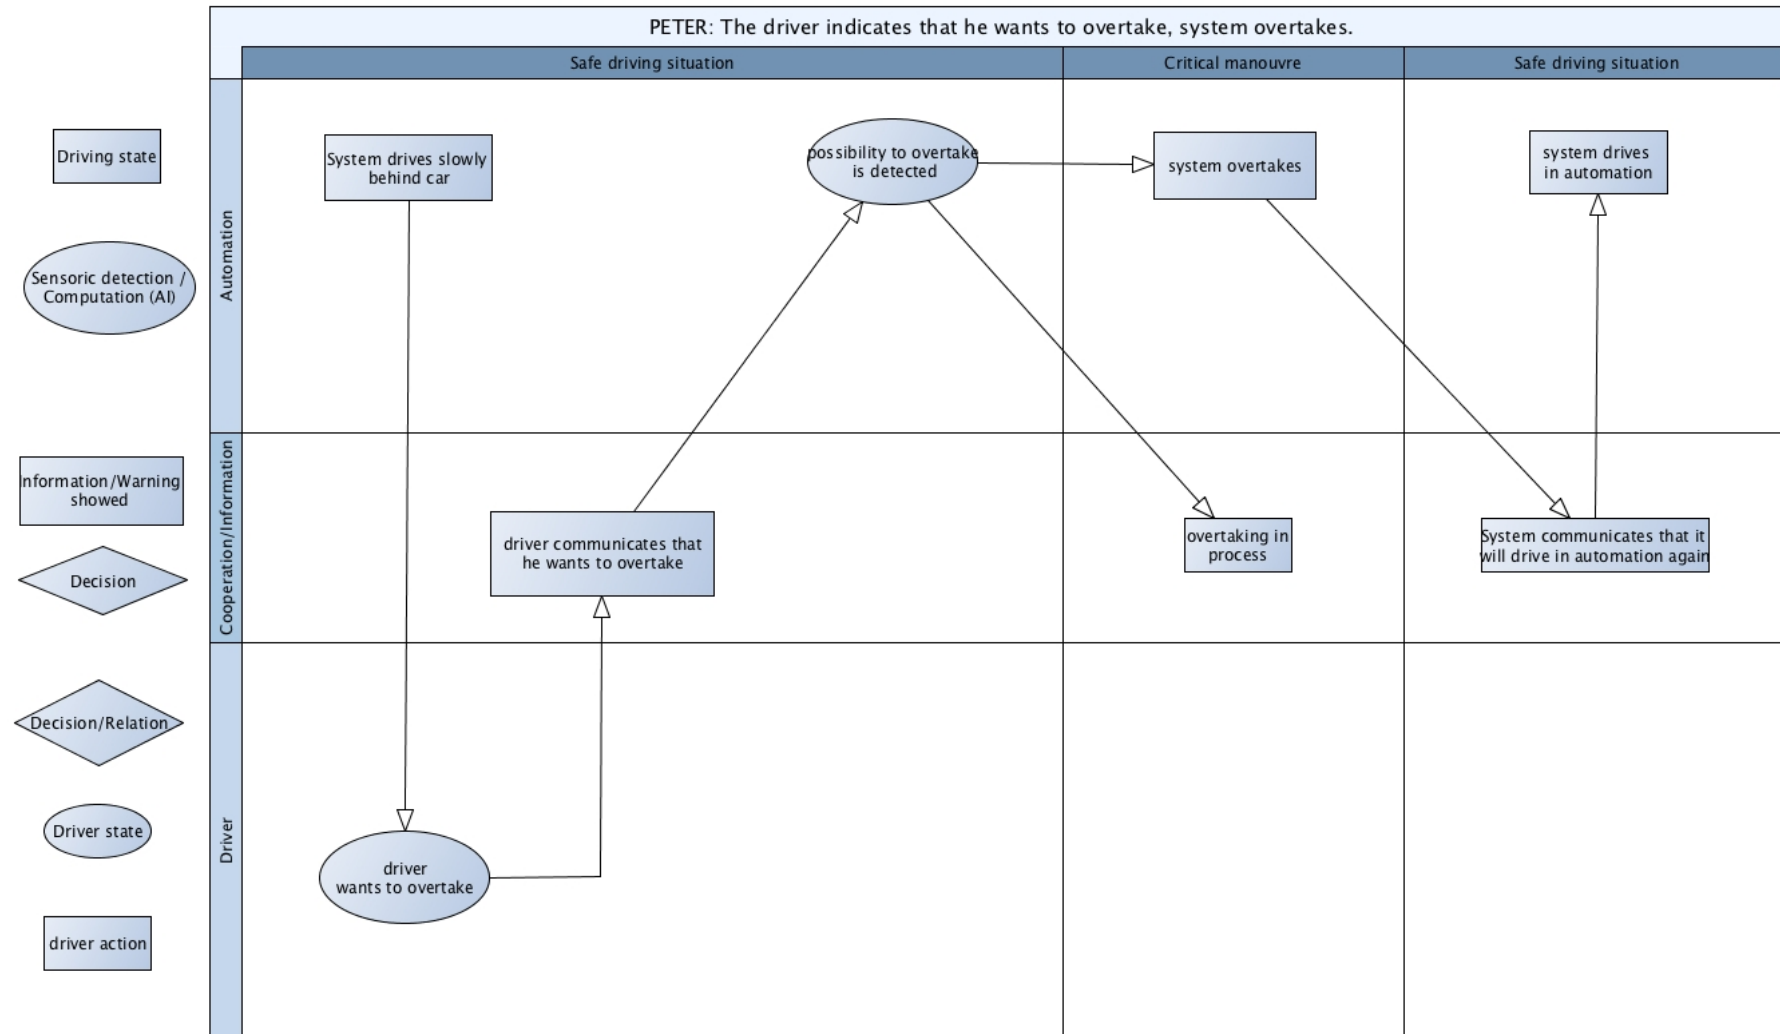 PETER: The driver indicates that he wants to overtake, system overtakes.
Safe driving situation
Critical manouvre
Safe driving situation
Automation
Cooperation/Information
Driver
Driving state
Sensoric detection /
Computation (AI)
Information/Warning
showed
Decision
Decision/Relation
Driver state
driver action
System drives slowly
behind car
possibility to overtake
is detected
system overtakes
system drives
in automation
driver communicates that
he wants to overtake
overtaking in
process
System communicates that it
will drive in automation again
driver
wants to overtake